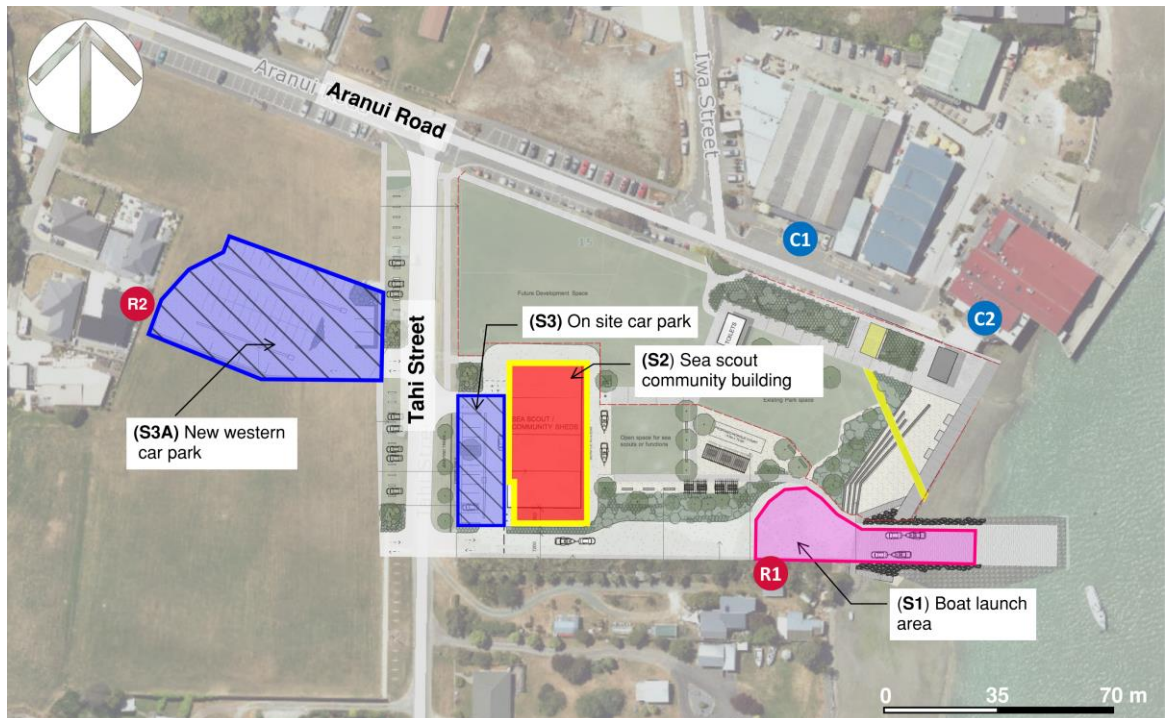 Aranui Road
Iwa Street
C1
C2
R2
Future Development Space
(S3) On site car park
TOILETS
(S2) Sea scout
community building
Tahi Street
(S3A) New western
car park
SEA SCOUT /
COMMUNITY SHEDS
Existing Park space
Open space for sea
scouts or functions
R1
(S1) Boat launch
area
0 35 70 m